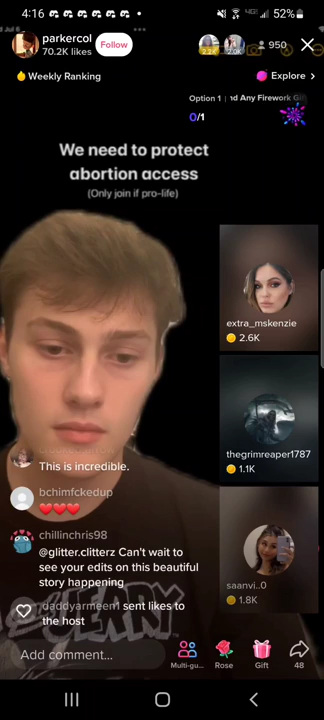 4:16
52%
parkercol
70.2K likes
Follow
950
Weekly Ranking
Explore >
Option 1
nd Any Firework G
0/1
We need to protect
abortion access
(Only join if pro-life)
extra_mskenzie
2.6K
thegrimreaper1787
1.1K
saanvi..0
1.8K
This is incredible.
bchimfckedup
❤️❤️❤️
chillinchris98
@glitter.clitterz Can't wait to
see your edits on this beautiful
story happening
daddyarmeen1 sent likes to
the host
Add comment...
Multi-gu...
Rose
Gift
48